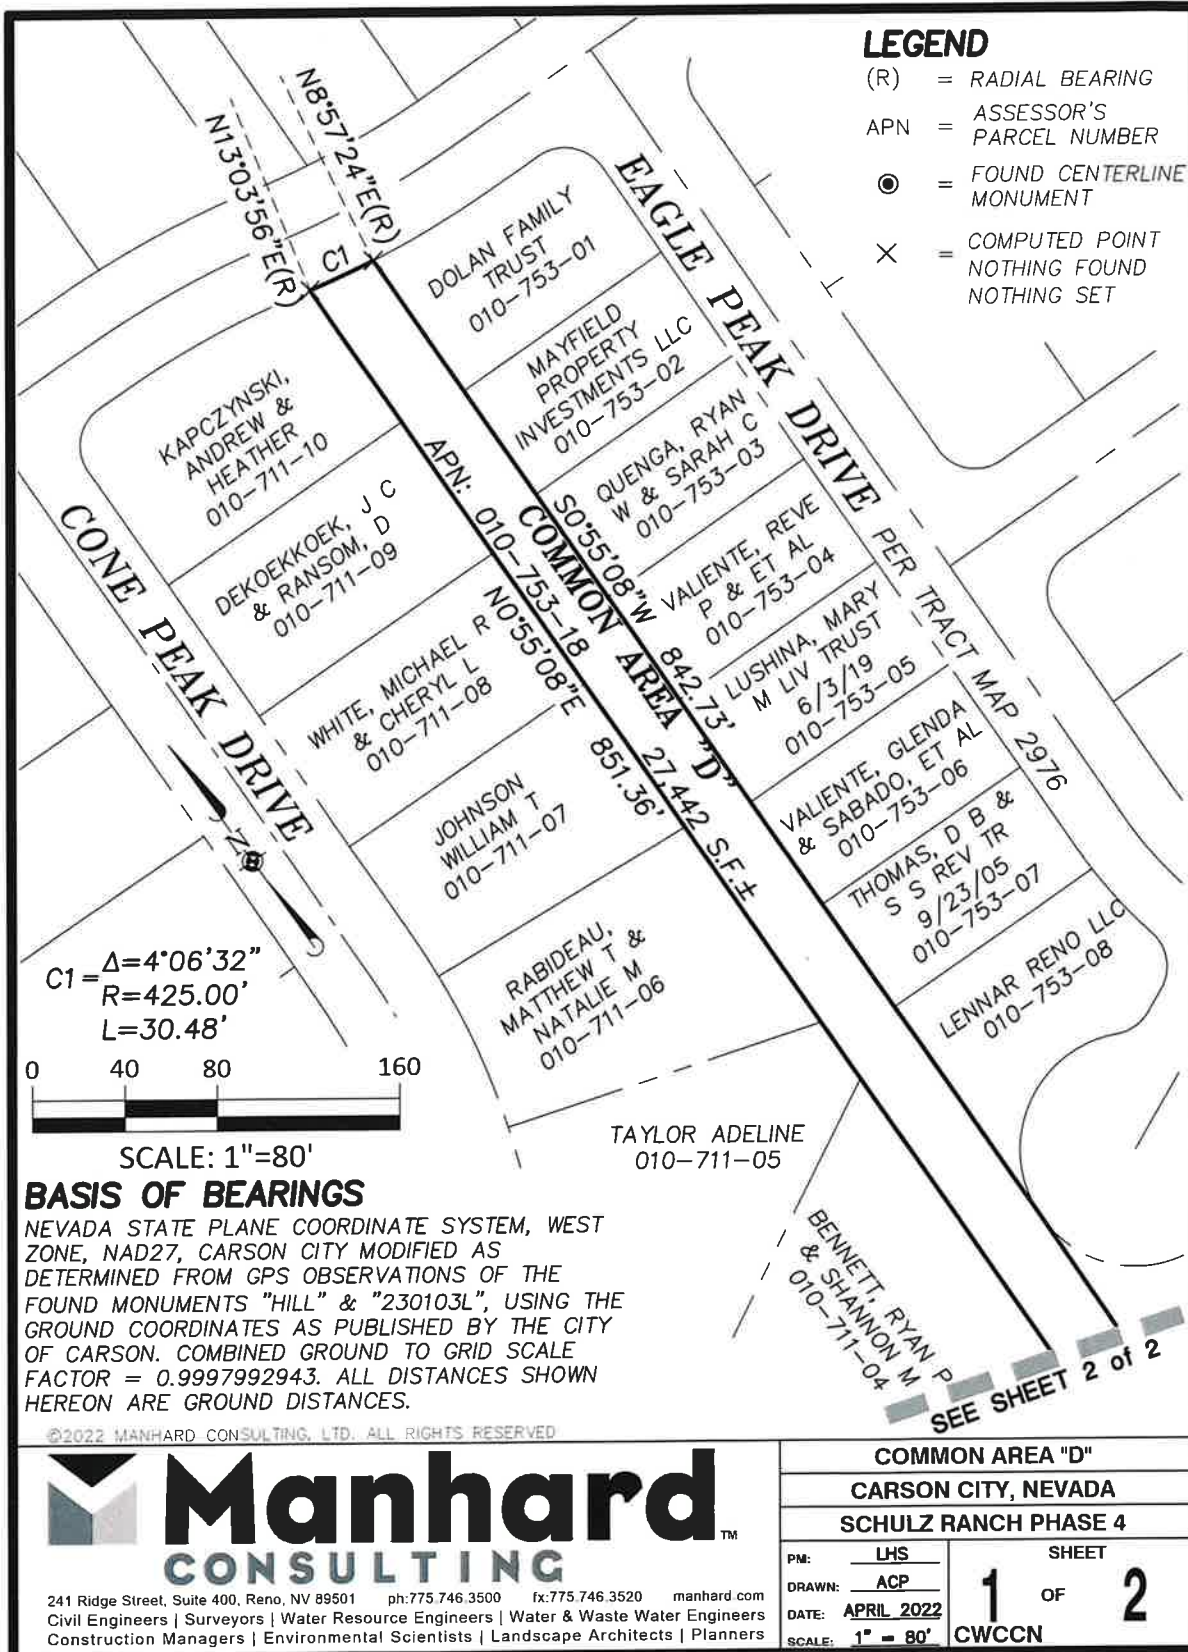 LEGEND
(R) = RADIAL BEARING
APN = ASSESSOR'S
PARCEL NUMBER
= FOUND CENTERLINE
MONUMENT
= COMPUTED POINT
NOTHING FOUND
NOTHING SET
N13°03'56"E(R)
N8°57'24"E(R)
C1
DOLAN FAMILY
TRUST
010-753-01
MAYFIELD
PROPERTY
INVESTMENTS LLC
010-753-02
QUENGA, RYAN
W & SARAH C
010-753-03
VALIENTE, REVE
P & ET AL
010-753-04
LUSHINA, MARY
M LIV TRUST
6/3/19
010-753-05
VALIENTE, GLENDA
& SABADO, ET AL
010-753-06
THOMAS, D B &
S S REV TR
9/23/05
010-753-07
LENNAR RENO LLC
010-753-08
EAGLE PEAK DRIVE PER TRACT MAP 2976
KAPCZYNSKI,
ANDREW &
HEATHER
010-711-10
DEKOEKKOEK, J C
& RANSOM, D
010-711-09
WHITE, MICHAEL R
& CHERYL L
010-711-08
JOHNSON
WILLIAM T
010-711-07
RABIDEAU,
MATTHEW T &
NATALIE M
010-711-06
TAYLOR ADELINE
010-711-05
BENNETT, RYAN P
& SHANNON M
010-711-04
CONE PEAK DRIVE
S0°55'08"W 842.73'
COMMON AREA "D"
APN: 010-753-18 27,442 S.F.±
N0°55'08"E 851.36'
N
SEE SHEET 2 of 2
C1= Δ=4°06'32"
R=425.00'
L=30.48'
0 40 80 160
SCALE: 1"=80'
BASIS OF BEARINGS
NEVADA STATE PLANE COORDINATE SYSTEM, WEST
ZONE, NAD27, CARSON CITY MODIFIED AS
DETERMINED FROM GPS OBSERVATIONS OF THE
FOUND MONUMENTS "HILL" & "230103L", USING THE
GROUND COORDINATES AS PUBLISHED BY THE CITY
OF CARSON. COMBINED GROUND TO GRID SCALE
FACTOR = 0.9997992943. ALL DISTANCES SHOWN
HEREON ARE GROUND DISTANCES.
©2022 MANHARD CONSULTING, LTD. ALL RIGHTS RESERVED
Manhard™
CONSULTING
241 Ridge Street, Suite 400, Reno, NV 89501 ph:775.746.3500 fx:775.746.3520 manhard.com
Civil Engineers | Surveyors | Water Resource Engineers | Water & Waste Water Engineers
Construction Managers | Environmental Scientists | Landscape Architects | Planners
COMMON AREA "D"
CARSON CITY, NEVADA
SCHULZ RANCH PHASE 4
PM: LHS
DRAWN: ACP
DATE: APRIL 2022
SCALE: 1" = 80'
SHEET
1 OF 2
CWCCN